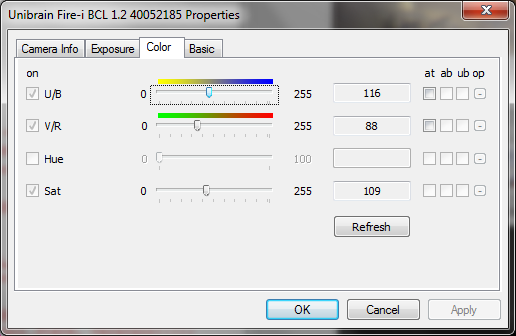 Unibrain Fire-i BCL 1.2 40052185 Properties
Camera Info Exposure Color Basic
on at ab ub op
U/B 0 255 116 -
V/R 0 255 88 -
Hue 0 100 -
Sat 0 255 109 -
Refresh
OK Cancel Apply